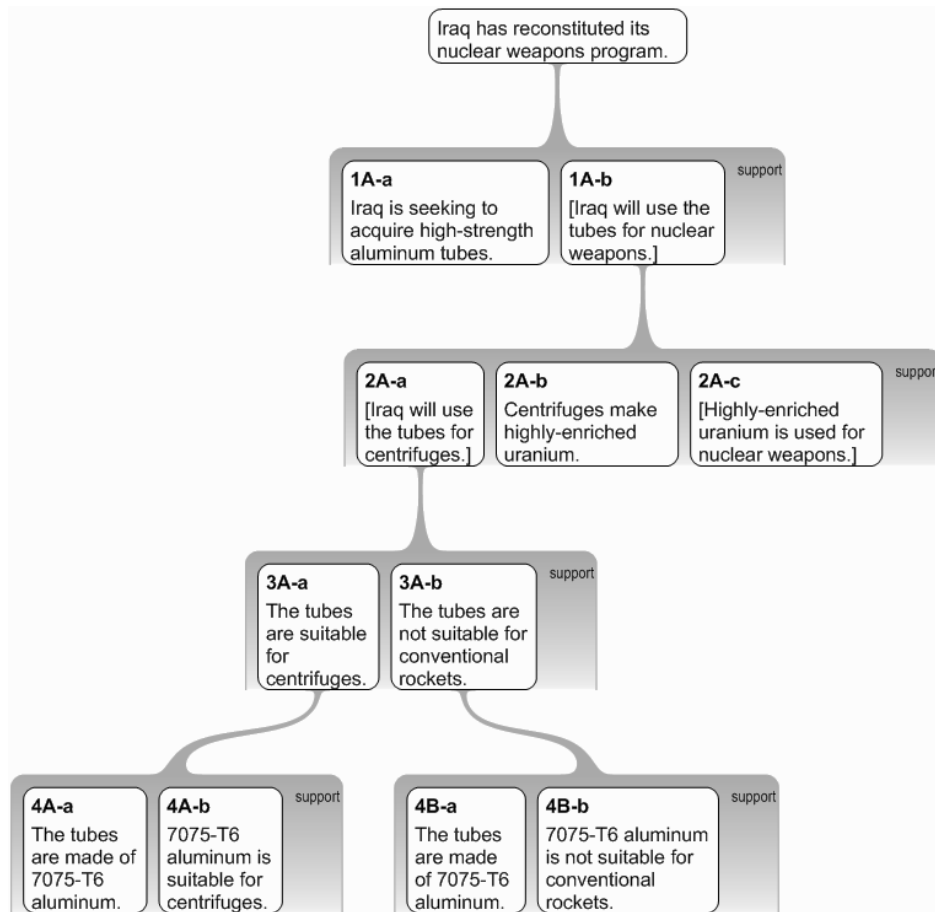 Iraq has reconstituted its
nuclear weapons program.
support
1A-a
Iraq is seeking to
acquire high-strength
aluminum tubes.
1A-b
[Iraq will use the
tubes for nuclear
weapons.]
support
2A-a
[Iraq will use
the tubes for
centrifuges.]
2A-b
Centrifuges make
highly-enriched
uranium.
2A-c
[Highly-enriched
uranium is used for
nuclear weapons.]
support
3A-a
The tubes
are suitable
for
centrifuges.
3A-b
The tubes are
not suitable for
conventional
rockets.
support
4A-a
The tubes
are made of
7075-T6
aluminum.
4A-b
7075-T6
aluminum is
suitable for
centrifuges.
support
4B-a
The tubes
are made
of 7075-T6
aluminum.
4B-b
7075-T6 aluminum
is not suitable for
conventional
rockets.
support